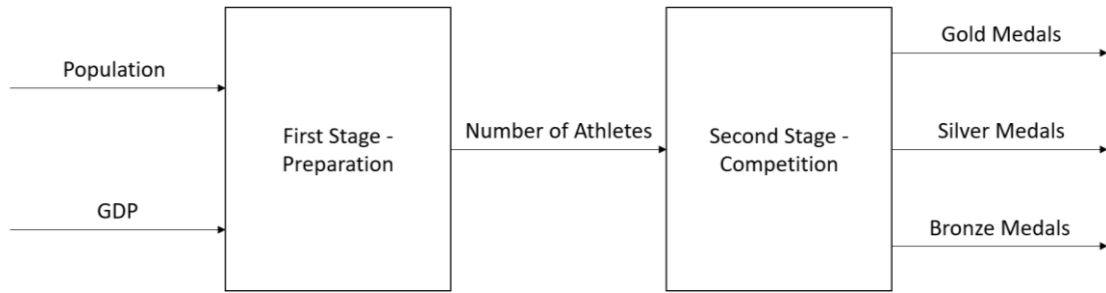 Population
GDP
First Stage -
Preparation
Number of Athletes
Second Stage -
Competition
Gold Medals
Silver Medals
Bronze Medals